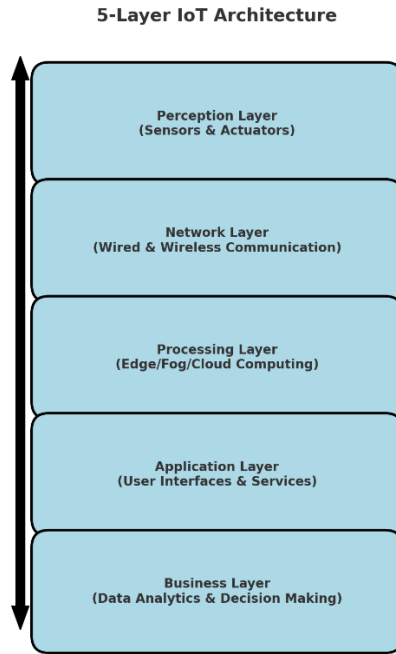 5-Layer IoT Architecture
Perception Layer
(Sensors & Actuators)
Network Layer
(Wired & Wireless Communication)
Processing Layer
(Edge/Fog/Cloud Computing)
Application Layer
(User Interfaces & Services)
Business Layer
(Data Analytics & Decision Making)